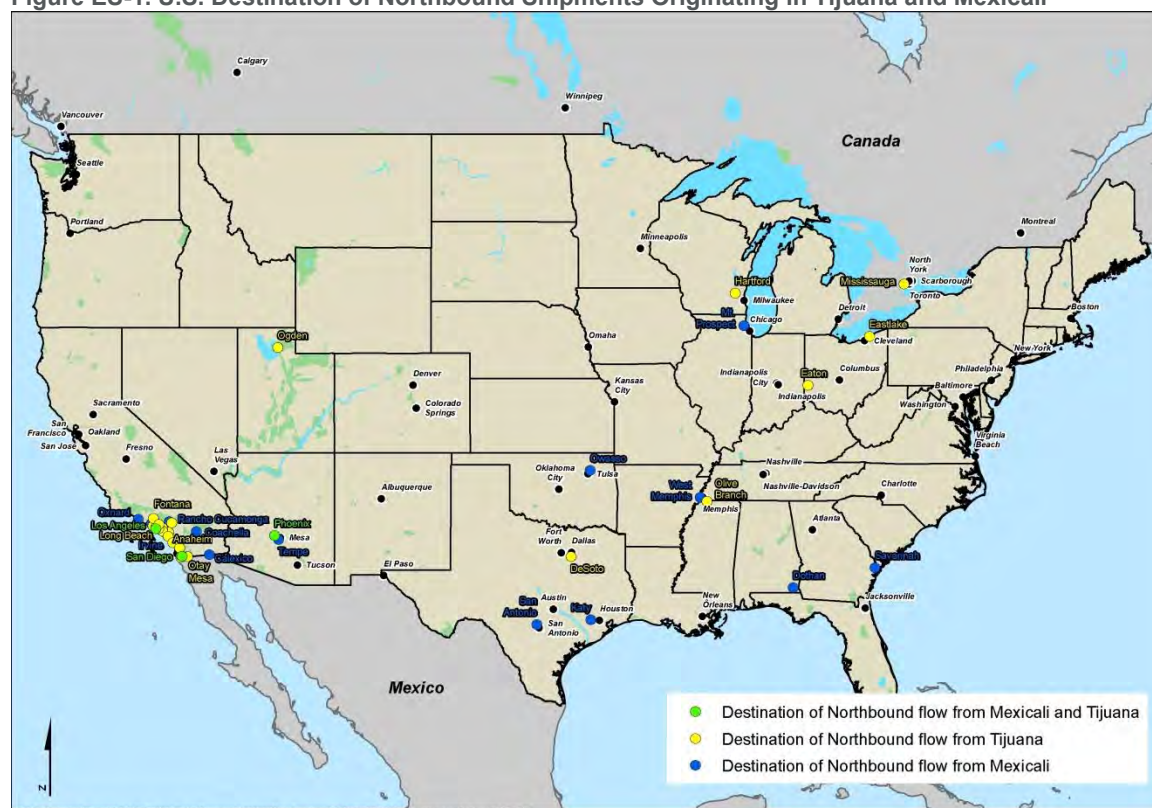 Figure ES-1. U.S. Destination of Northbound Shipments Originating in Tijuana and Mexicali
Calgary
Winnipeg
Vancouver
Canada
Seattle
Montreal
Portland
Minneapolis
North
York
Scarborough
Hartford
Mississauga
Toronto
Milwaukee
Boston
Mt.
Prospect
Chicago
Detroit
Eastlake
Ogden
Cleveland
Omaha
New York
Eaton
Columbus
Philadelphia
Denver
Indianapolis
City
Baltimore
Kansas
City
Indianapolis
Washington
Sacramento
Colorado
Springs
San
Francisco
Oakland
Virginia
Beach
San Jose
Fresno
Las
Vegas
Owasso
Nashville
Oklahoma
City
Tulsa
West
Memphis
Olive
Branch
Nashville-Davidson
Charlotte
Albuquerque
Memphis
Fontana
Oxnard
Rancho Cucamonga
Los Angeles
Coachella
Phoenix
Atlanta
Long Beach
Mesa
Fort
Worth
Dallas
Irvine
Anaheim
Tempe
San Diego
Calexico
Otay
Mesa
Tucson
El Paso
DeSoto
Savannah
Dothan
Austin
San
Antonio
Katy
Houston
New
Orleans
Jacksonville
San
Antonio
Mexico
Destination of Northbound flow from Mexicali and Tijuana
Destination of Northbound flow from Tijuana
Destination of Northbound flow from Mexicali
N